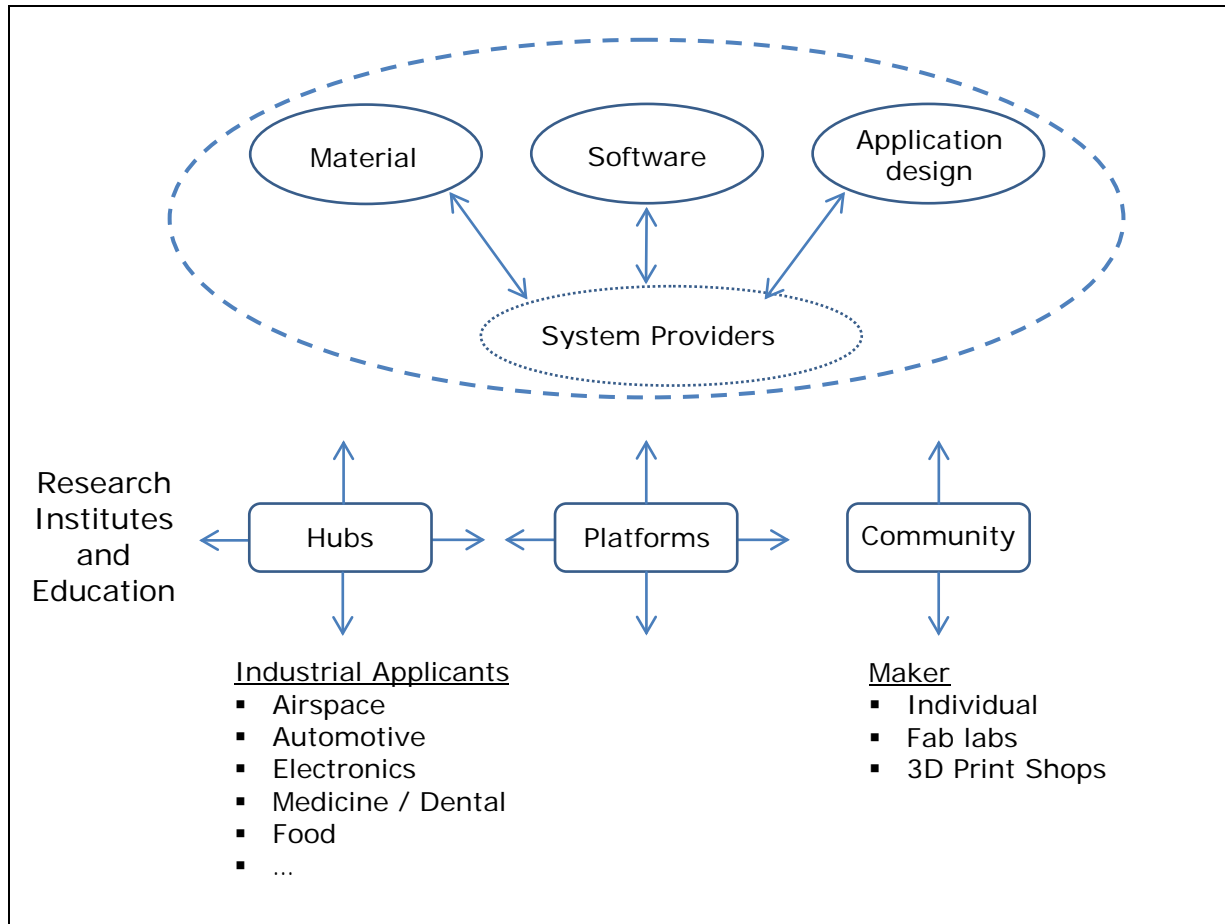 Material
Software
Application
design
System Providers
Research
Institutes
and
Education
Hubs
Platforms
Community
Industrial Applicants
▪ Airspace
▪ Automotive
▪ Electronics
▪ Medicine / Dental
▪ Food
▪ ...
Maker
▪ Individual
▪ Fab labs
▪ 3D Print Shops